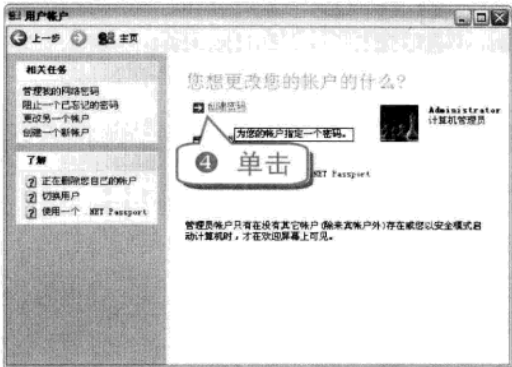 用户帐户
上一步 主页
相关任务
管理我的网络密码
阻止一个已忘记的密码
更改另一个帐户
创建一个新帐户
了解
正在删除您自己的帐户
切换用户
使用一个 .NET Passport
您想更改您的帐户的什么?
创建密码
为您的帐户指定一个密码。
Administrator
计算机管理员
4 单击
NET Passport
管理员帐户只有在没有其它帐户(除来宾帐户外)存在或您以安全模式启
动计算机时，才在欢迎屏幕上可见。